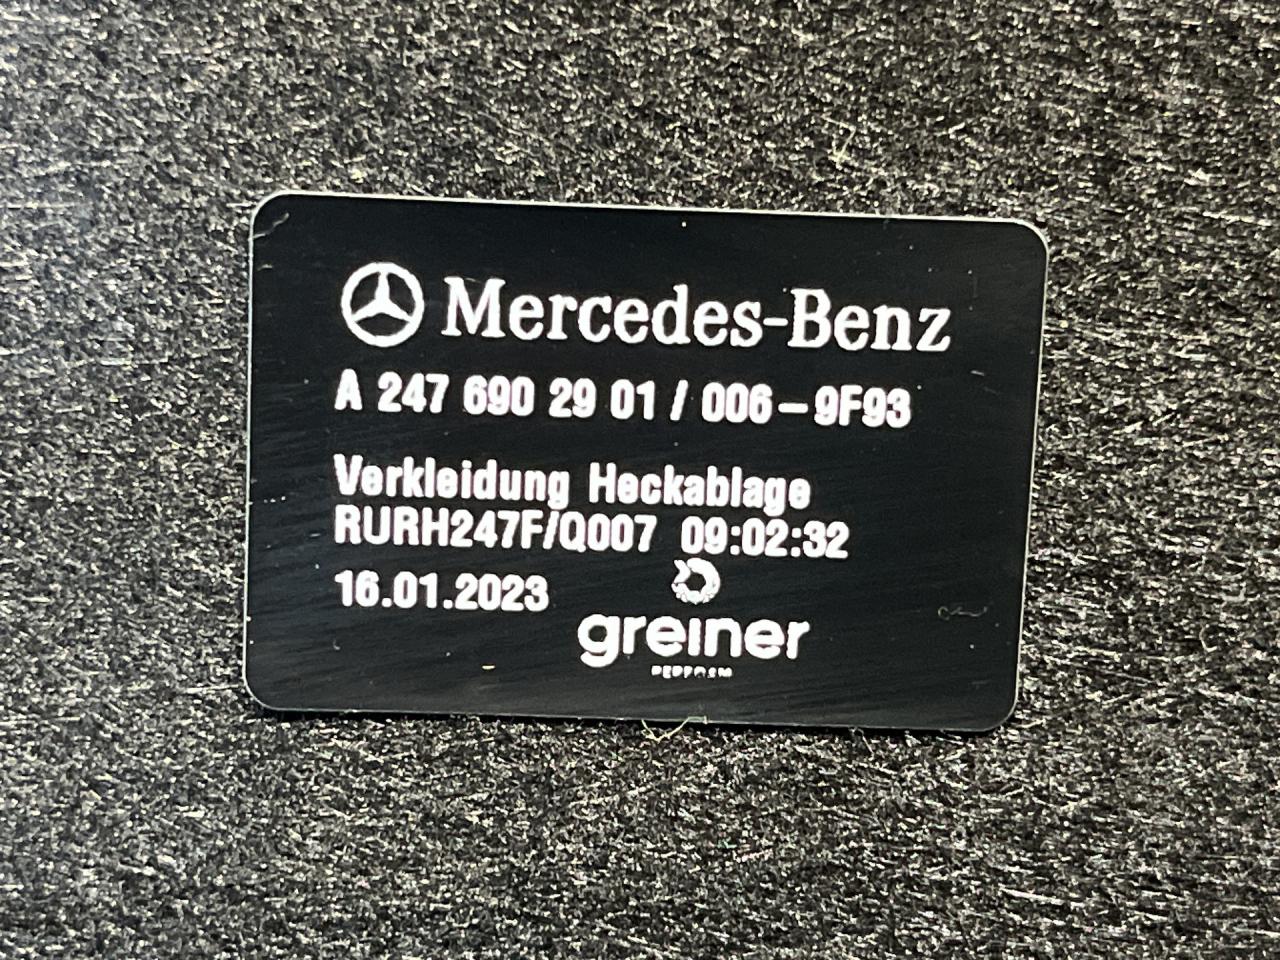 Mercedes-Benz
A 247 690 29 01 / 006 - 9F93
Verkleidung Heckablage
RURH247F/Q007 09:02:32
16.01.2023
greiner
PERFOAM